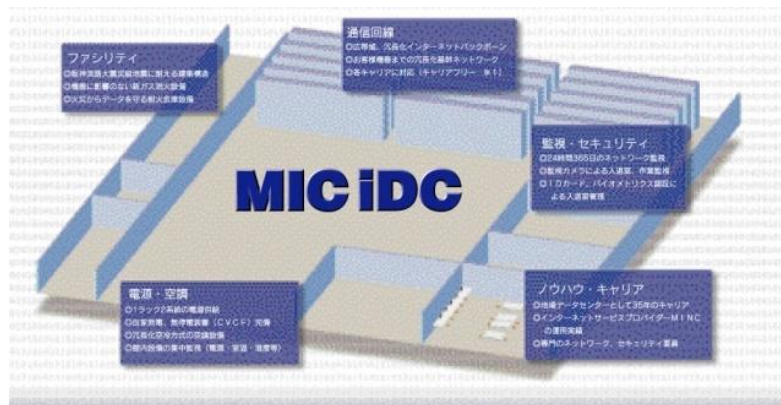 通信回線
◎広帯域、冗長化インターネットバックボーン
◎お客様機器までの冗長化基幹ネットワーク
◎各キャリアに対応（キャリアフリー ※1）
ファシリティ
◎阪神淡路大震災級地震に耐える建築構造
◎機器に影響のない新ガス消火設備
◎火災からデータを守る耐火倉庫設備
監視・セキュリティ
◎24時間365日のネットワーク監視
◎監視カメラによる入退室、作業監視
◎IDカード、バイオメトリクス認証に
よる入退室管理
MIC iDC
電源・空調
◎1ラック2系統の電源供給
◎自家発電、無停電装置（CVCF）完備
◎冗長化空冷方式の空調設備
◎館内設備の集中監視（電源・室温・湿度等）
ノウハウ・キャリア
◎地場データセンターとして35年のキャリア
◎インターネットサービスプロバイダーMINC
の運用実績
◎専門のネットワーク、セキュリティ要員